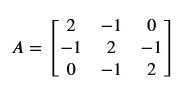 2 −1 0
A = −1 2 −1
0 −1 2